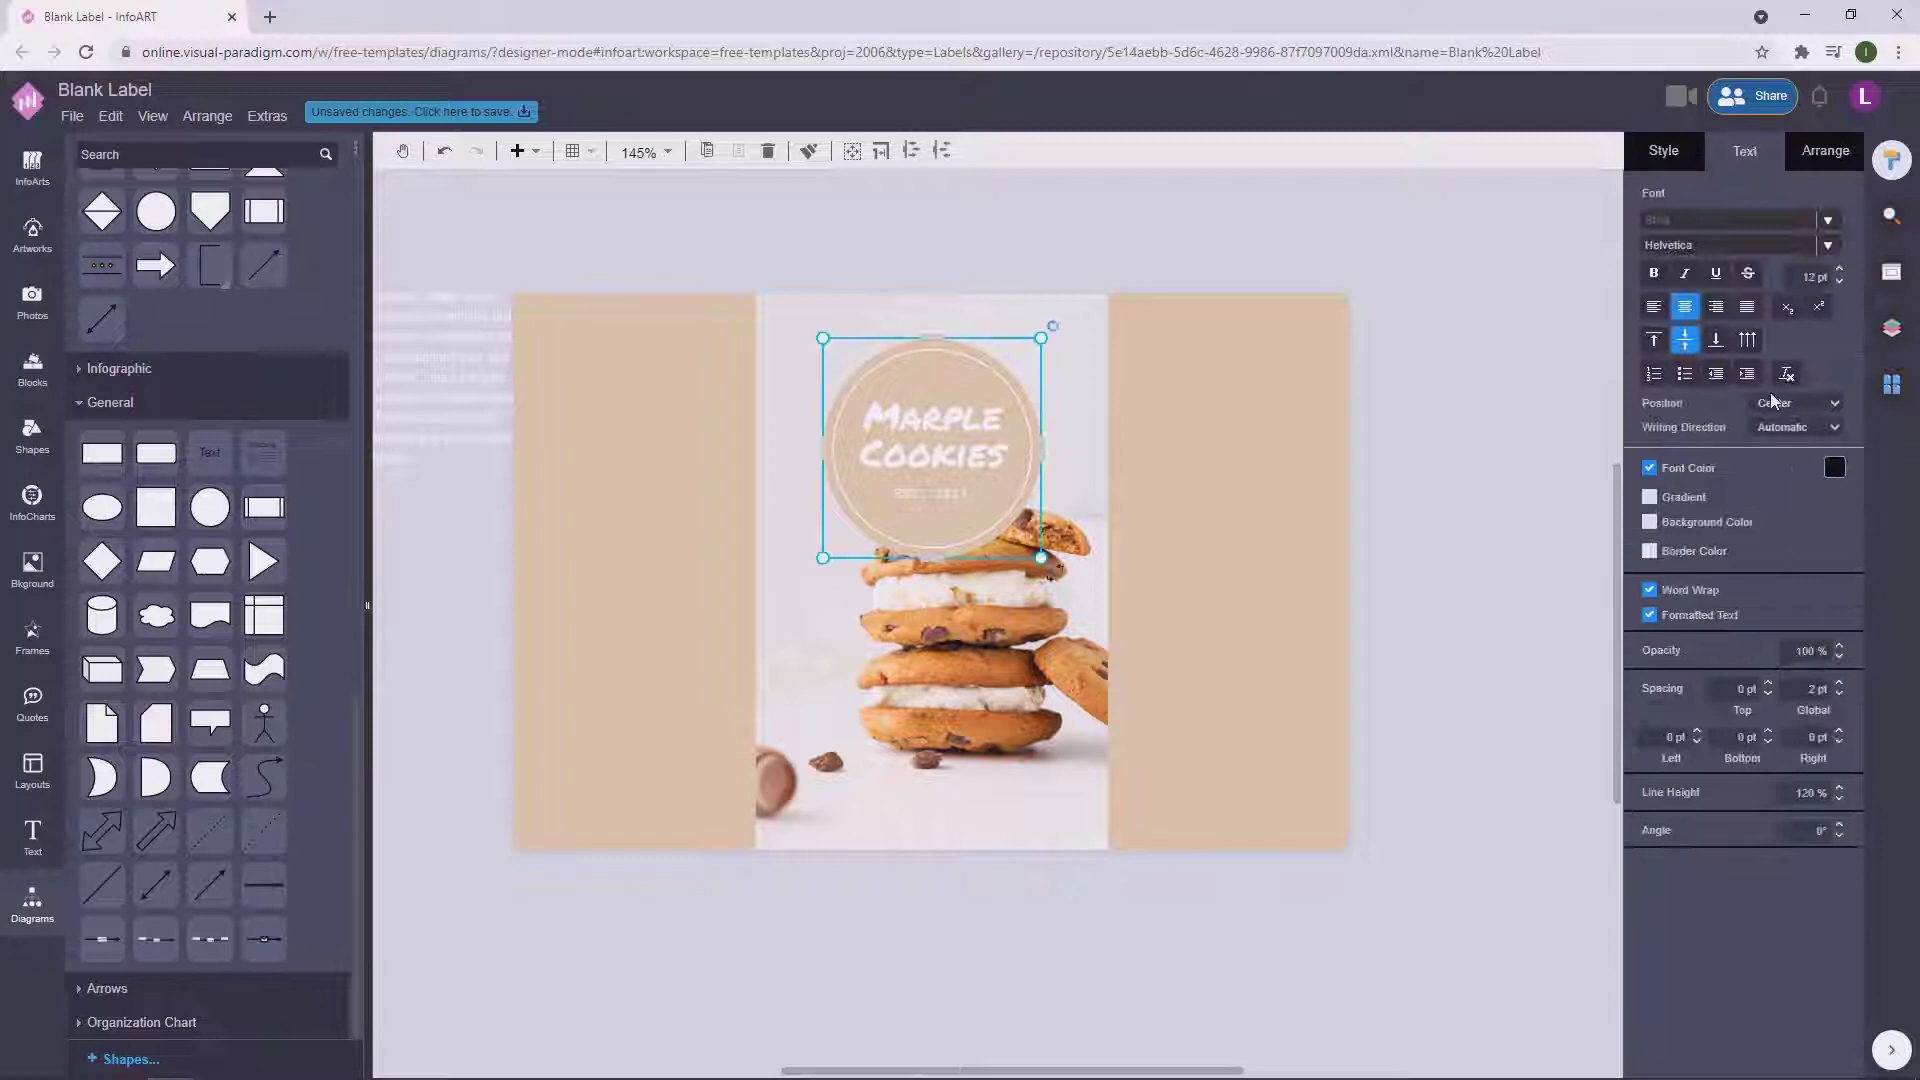 Blank Label - InfoART
online.visual-paradigm.com/w/free-templates/diagrams/?designer-mode#infoart:workspace=free-templates&proj=2006&type=Labels&gallery=/repository/5e14aebb-5d6c-4628-9986-87f7097009da.xml&name=Blank%20Label
Blank Label
File Edit View Arrange Extras
Unsaved changes. Click here to save.
Share
L
InfoArts
Artworks
Photos
Blocks
Shapes
InfoCharts
Bkground
Frames
Quotes
Layouts
Text
Diagrams
Search
Infographic
General
Text
Arrows
Organization Chart
+ Shapes...
145%
Marple
Cookies
Style Text Arrange
Font
Helvetica
B I U S 12 pt
Position Center
Writing Direction Automatic
Font Color
Gradient
Background Color
Border Color
Word Wrap
Formatted Text
Opacity 100 %
Spacing 0 pt 2 pt
Top Global
0 pt 0 pt 0 pt
Left Bottom Right
Line Height 120 %
Angle 0°